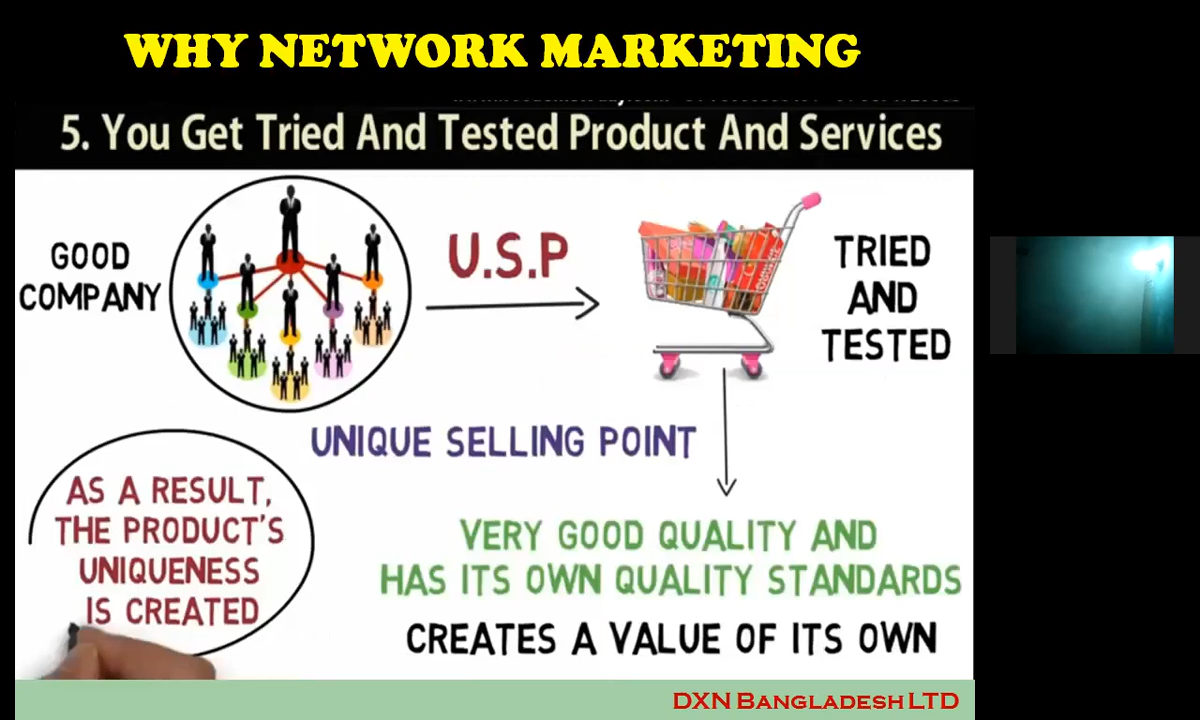 WHY NETWORK MARKETING
5. You Get Tried And Tested Product And Services
GOOD
COMPANY
U.S.P
TRIED
AND
TESTED
UNIQUE SELLING POINT
AS A RESULT,
THE PRODUCT'S
UNIQUENESS
IS CREATED
VERY GOOD QUALITY AND
HAS ITS OWN QUALITY STANDARDS
CREATES A VALUE OF ITS OWN
DXN BANGLADESH LTD